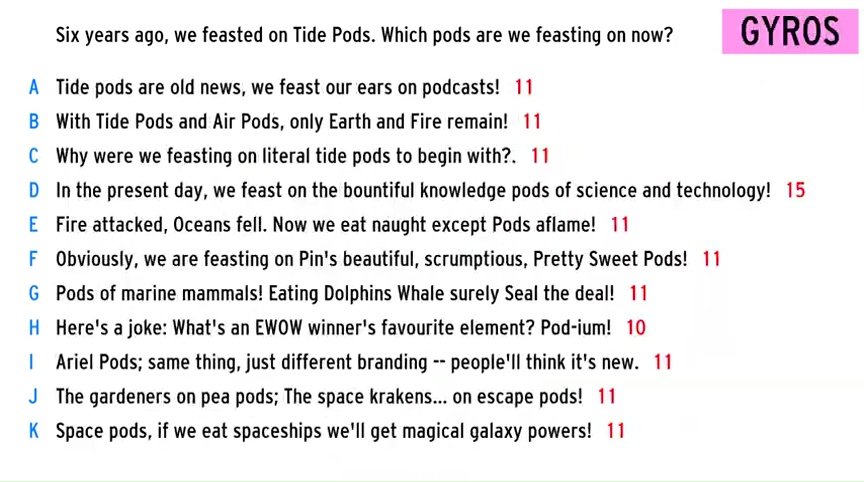 Six years ago, we feasted on Tide Pods. Which pods are we feasting on now?
GYROS
A Tide pods are old news, we feast our ears on podcasts! 11
B With Tide Pods and Air Pods, only Earth and Fire remain! 11
C Why were we feasting on literal tide pods to begin with?. 11
D In the present day, we feast on the bountiful knowledge pods of science and technology! 15
E Fire attacked, Oceans fell. Now we eat naught except Pods aflame! 11
F Obviously, we are feasting on Pin's beautiful, scrumptious, Pretty Sweet Pods! 11
G Pods of marine mammals! Eating Dolphins Whale surely Seal the deal! 11
H Here's a joke: What's an EWOW winner's favourite element? Pod-ium! 10
I Ariel Pods; same thing, just different branding -- people'll think it's new. 11
J The gardeners on pea pods; The space krakens... on escape pods! 11
K Space pods, if we eat spaceships we'll get magical galaxy powers! 11